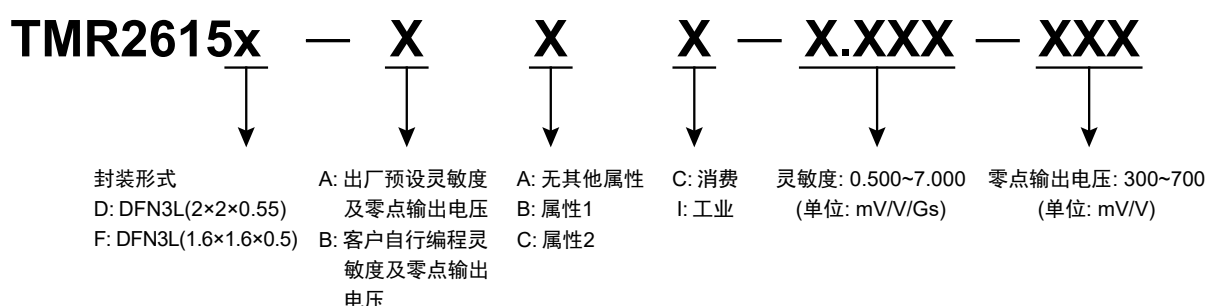 TMR2615x — X X X — X.XXX — XXX
封装形式
D: DFN3L(2×2×0.55)
F: DFN3L(1.6×1.6×0.5)
A: 出厂预设灵敏度
及零点输出电压
B: 客户自行编程灵
敏度及零点输出
电压
A: 无其他属性
B: 属性1
C: 属性2
C: 消费
I: 工业
灵敏度: 0.500~7.000
(单位: mV/V/Gs)
零点输出电压: 300~700
(单位: mV/V)